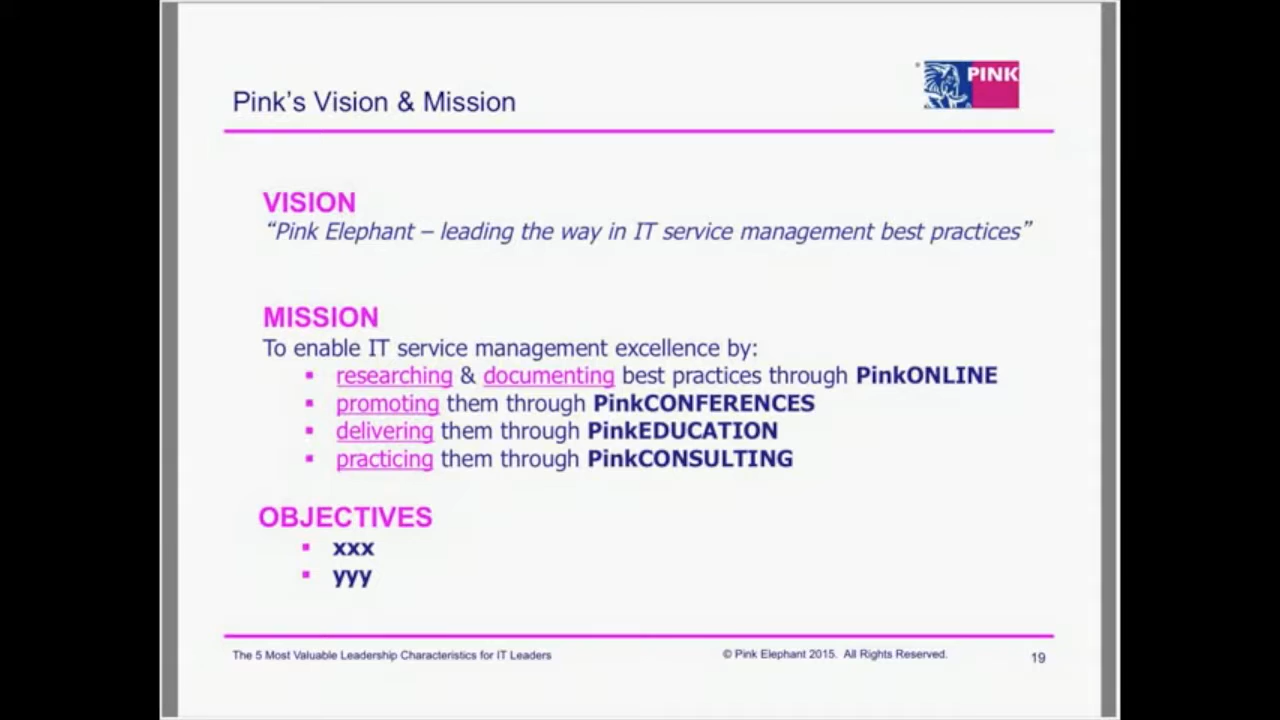 Pink’s Vision & Mission
PINK
VISION
“Pink Elephant – leading the way in IT service management best practices”
MISSION
To enable IT service management excellence by:
▪ researching & documenting best practices through PinkONLINE
▪ promoting them through PinkCONFERENCES
▪ delivering them through PinkEDUCATION
▪ practicing them through PinkCONSULTING
OBJECTIVES
▪ xxx
▪ yyy
The 5 Most Valuable Leadership Characteristics for IT Leaders © Pink Elephant 2015. All Rights Reserved. 19